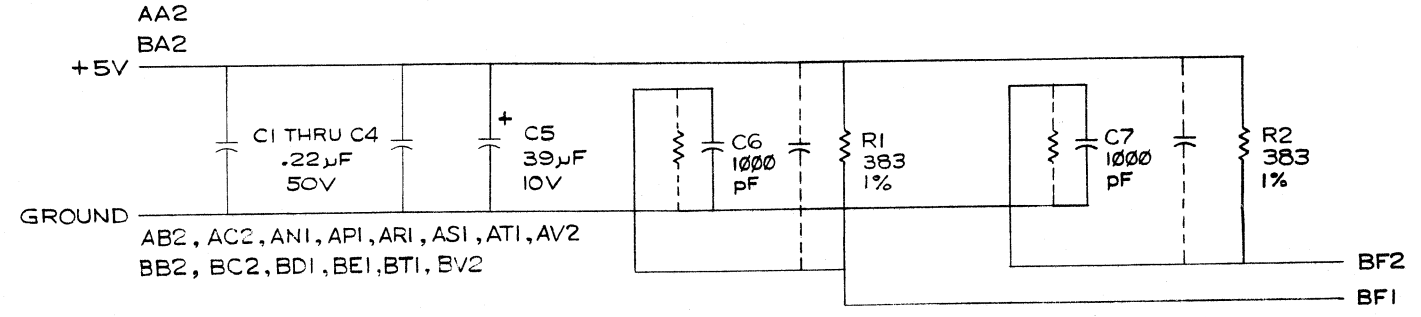 AA2
BA2
+5V
C1 THRU C4
.22µF
50V
+
C5
39µF
10V
C6
1000
pF
R1
383
1%
C7
1000
pF
R2
383
1%
GROUND
AB2, AC2, AN1, AP1, AR1, AS1, AT1, AV2
BB2, BC2, BD1, BE1, BT1, BV2
BF2
BF1